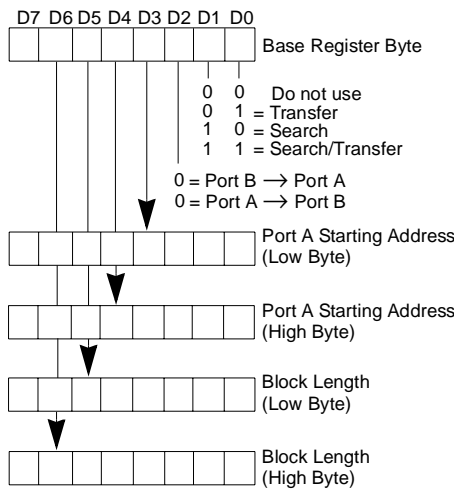 D7 D6 D5 D4 D3 D2 D1 D0
Base Register Byte
0 0 Do not use
0 1 = Transfer
1 0 = Search
1 1 = Search/Transfer
0 = Port B → Port A
0 = Port A → Port B
Port A Starting Address
(Low Byte)
Port A Starting Address
(High Byte)
Block Length
(Low Byte)
Block Length
(High Byte)